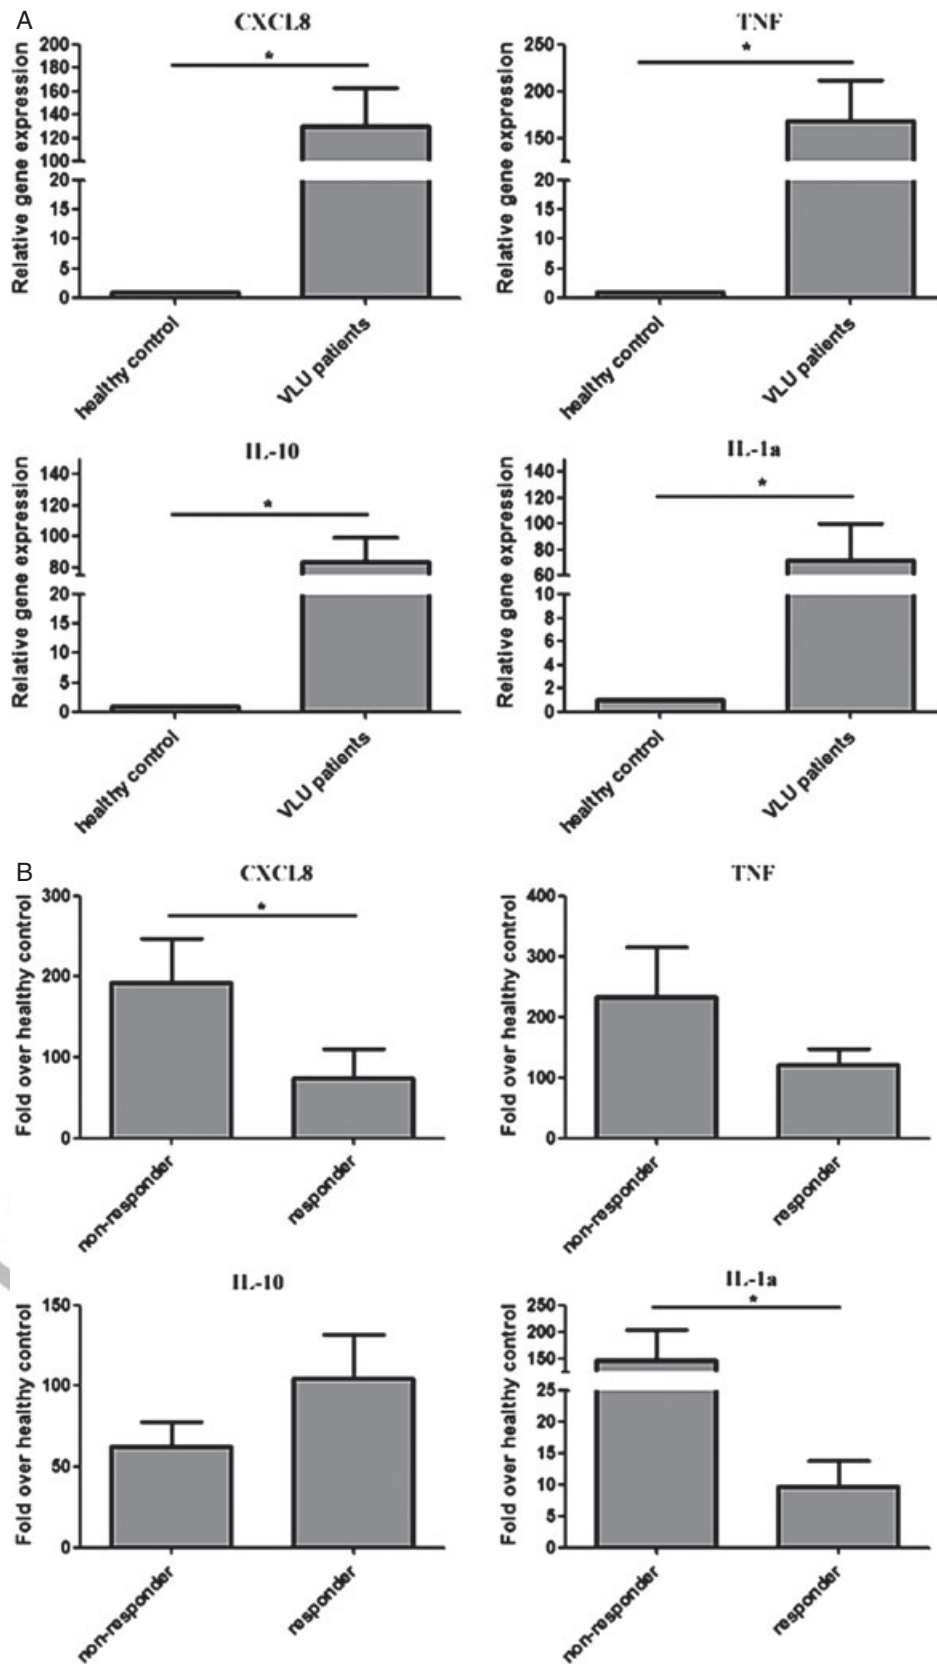 A
CXCL8
TNF
*
*
Relative gene expression
200
180
160
140
120
100
20
15
10
5
0
healthy control
VLU patients
Relative gene expression
250
200
150
20
15
10
5
0
healthy control
VLU patients
IL-10
IL-1a
*
*
Relative gene expression
140
120
100
80
20
15
10
5
0
healthy control
VLU patients
Relative gene expression
140
120
100
80
60
10
8
6
4
2
0
healthy control
VLU patients
B
CXCL8
TNF
*
Fold over healthy control
300
200
100
0
non-responder
responder
Fold over healthy control
400
300
200
100
0
non-responder
responder
IL-10
IL-1a
*
Fold over healthy control
150
100
50
0
non-responder
responder
Fold over healthy control
250
200
150
25
20
15
10
5
0
non-responder
responder